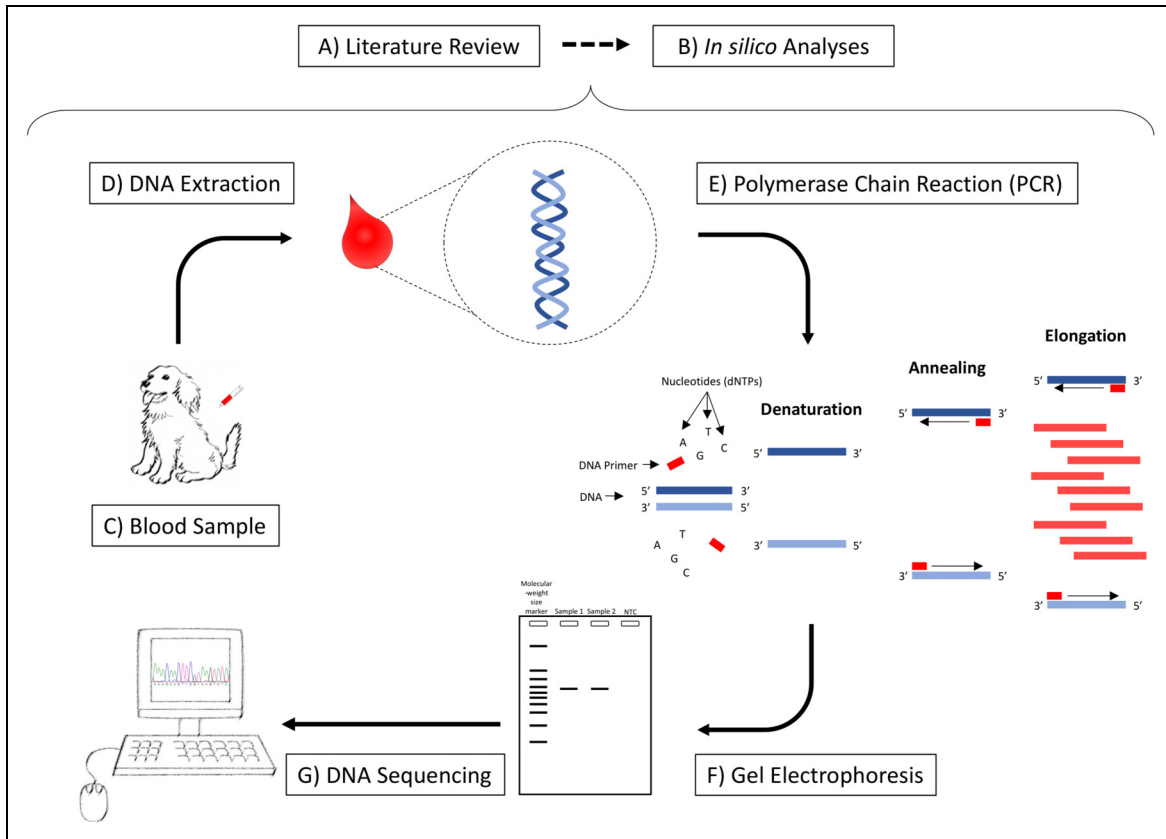 A) Literature Review
B) In silico Analyses
D) DNA Extraction
E) Polymerase Chain Reaction (PCR)
C) Blood Sample
Nucleotides (dNTPs)
A
T
G
C
DNA Primer
DNA
5’ 3’
3’ 5’
T
A
G
C
Denaturation
5’ 3’
3’ 5’
Annealing
5’ 3’
3’ 5’
Elongation
5’ 3’
3’ 5’
F) Gel Electrophoresis
Molecular
-weight
size
marker
Sample 1
Sample 2
NTC
G) DNA Sequencing